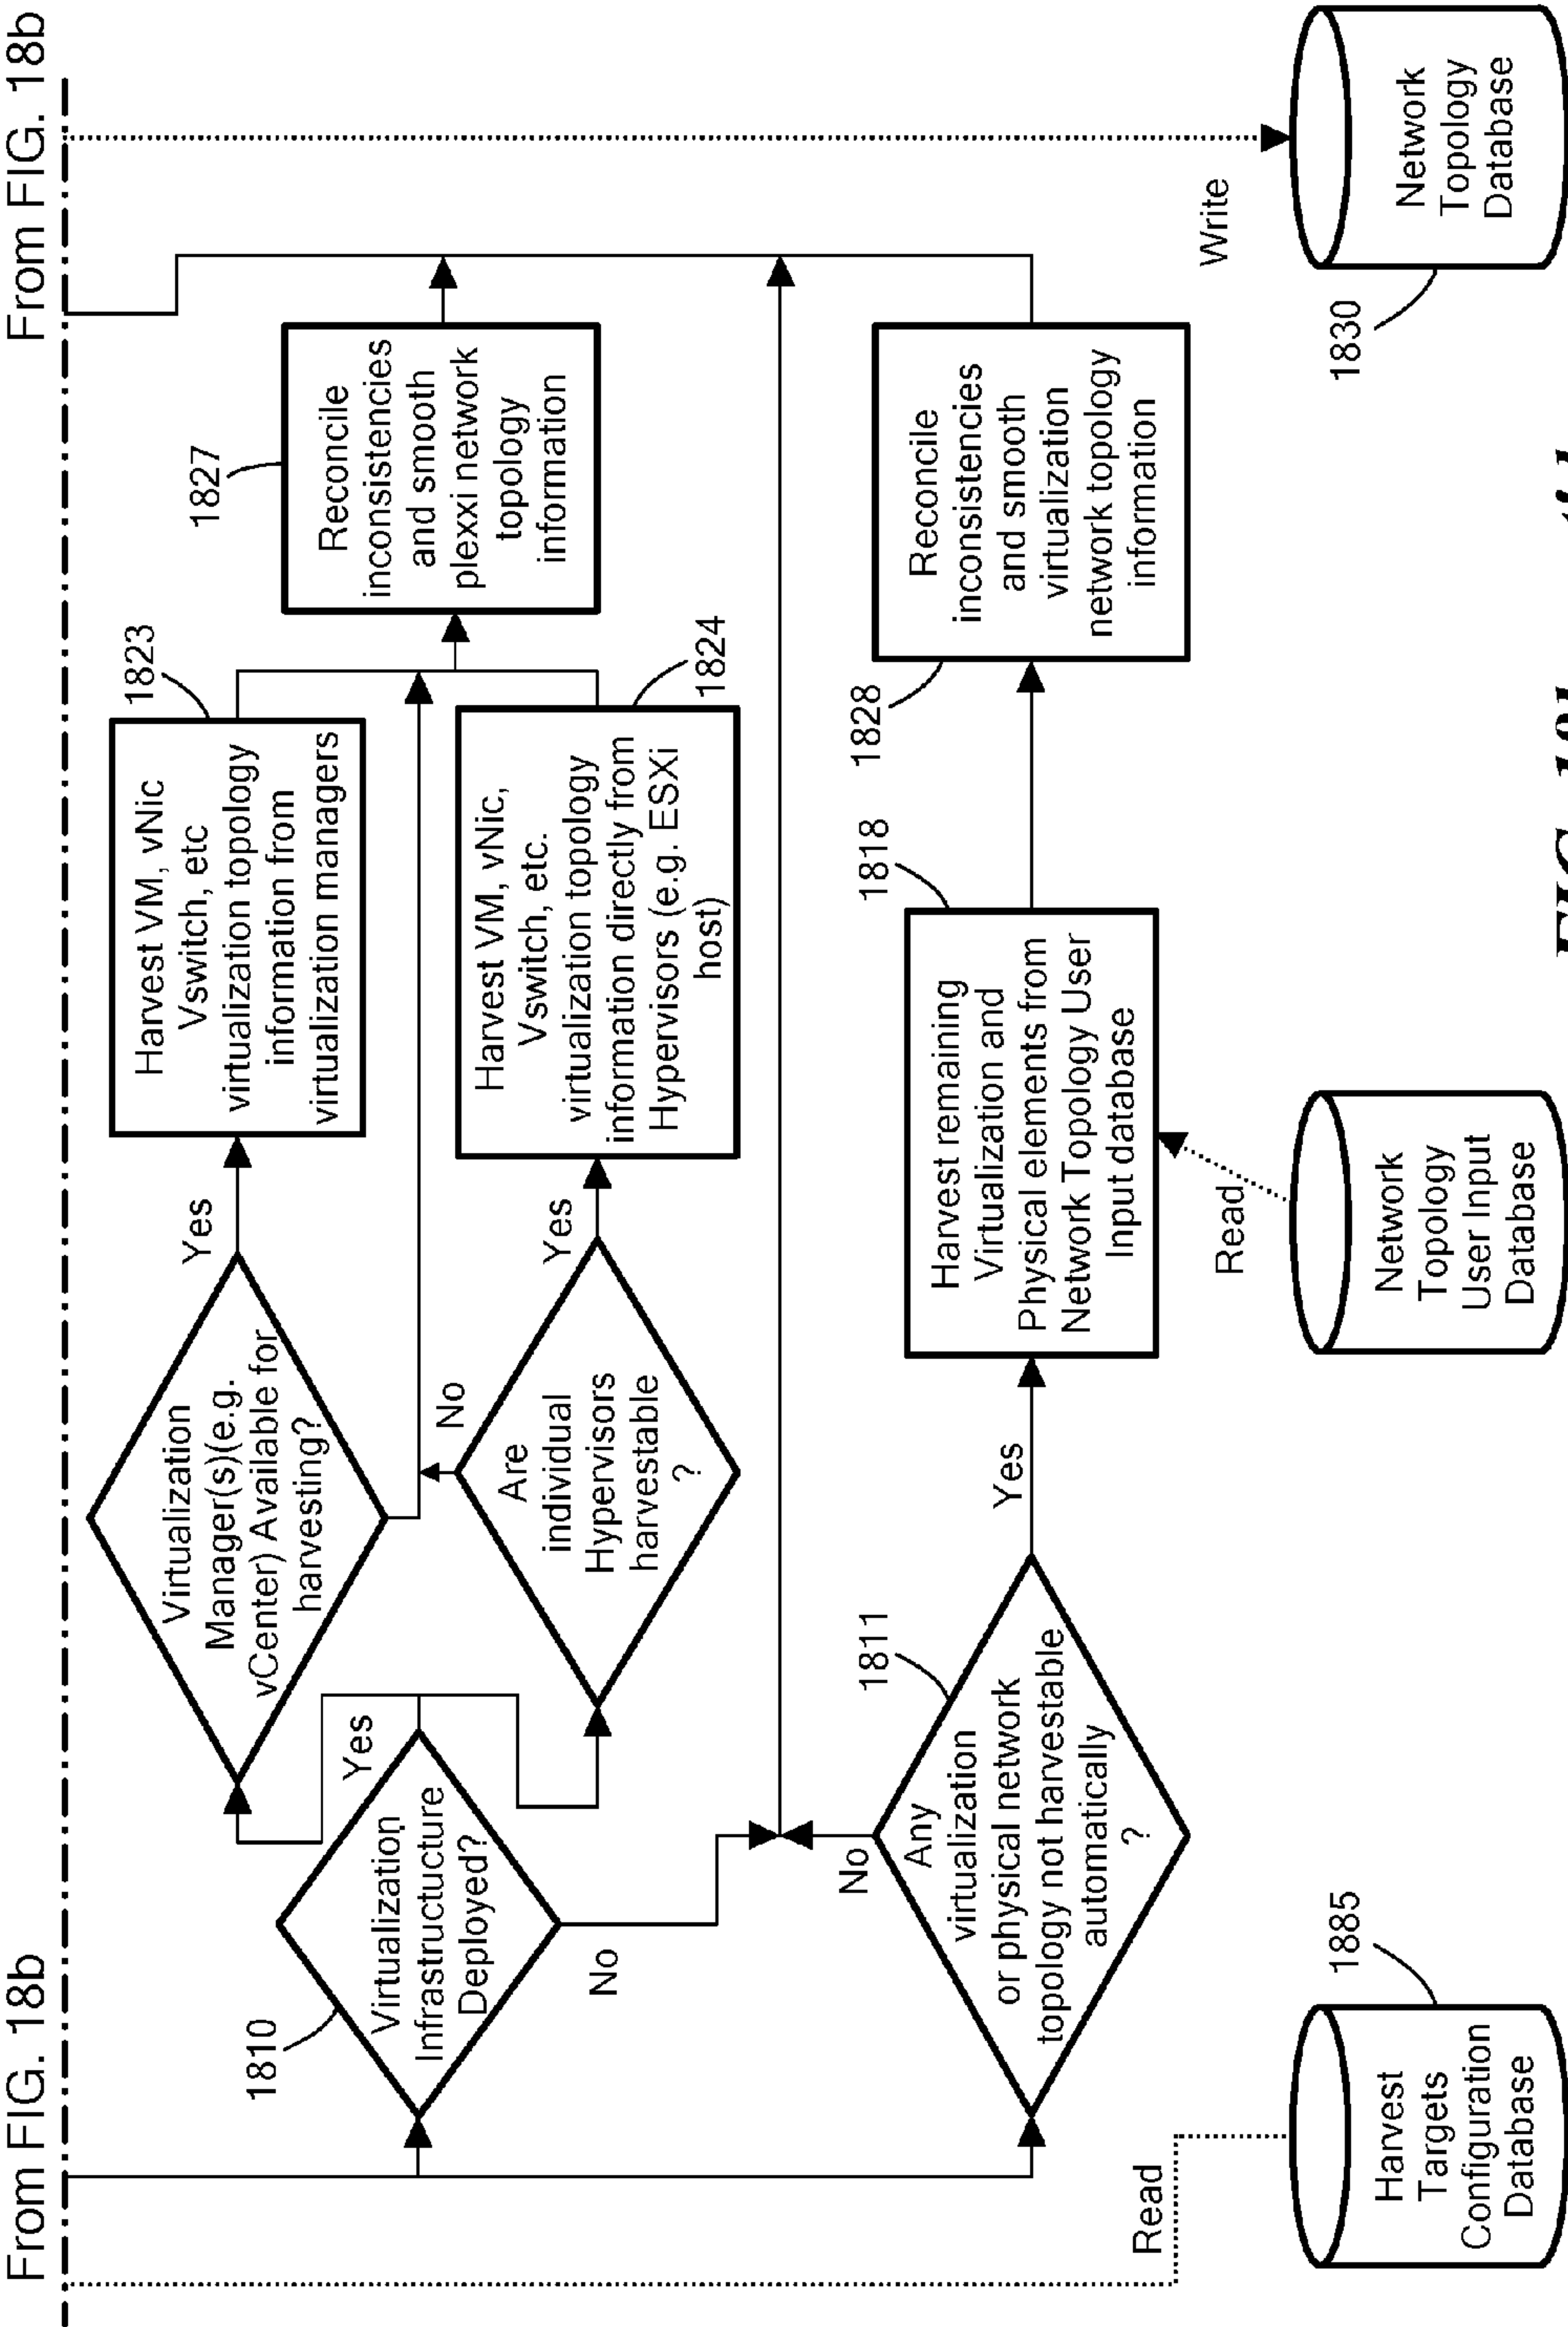 From FIG. 18b
From FIG. 18b
1810
Virtualization
Infrastructure
Deployed?
Yes
No
Virtualization
Manager(s)(e.g.
vCenter) Available for
harvesting?
Yes
1823
Harvest VM, vNic
Vswitch, etc
virtualization topology
information from
virtualization managers
Are
individual
Hypervisors
harvestable
?
No
Yes
1824
Harvest VM, vNic,
Vswitch, etc.
virtualization topology
information directly from
Hypervisors (e.g. ESXi
host)
1827
Reconcile
inconsistencies
and smooth
plexxi network
topology
information
1811
Any
virtualization
or physical network
topology not harvestable
automatically
?
No
Yes
1818
Harvest remaining
Virtualization and
Physical elements from
Network Topology User
Input database
1828
Reconcile
inconsistencies
and smooth
virtualization
network topology
information
Read
1885
Harvest
Targets
Configuration
Database
Read
Network
Topology
User Input
Database
Write
1830
Network
Topology
Database